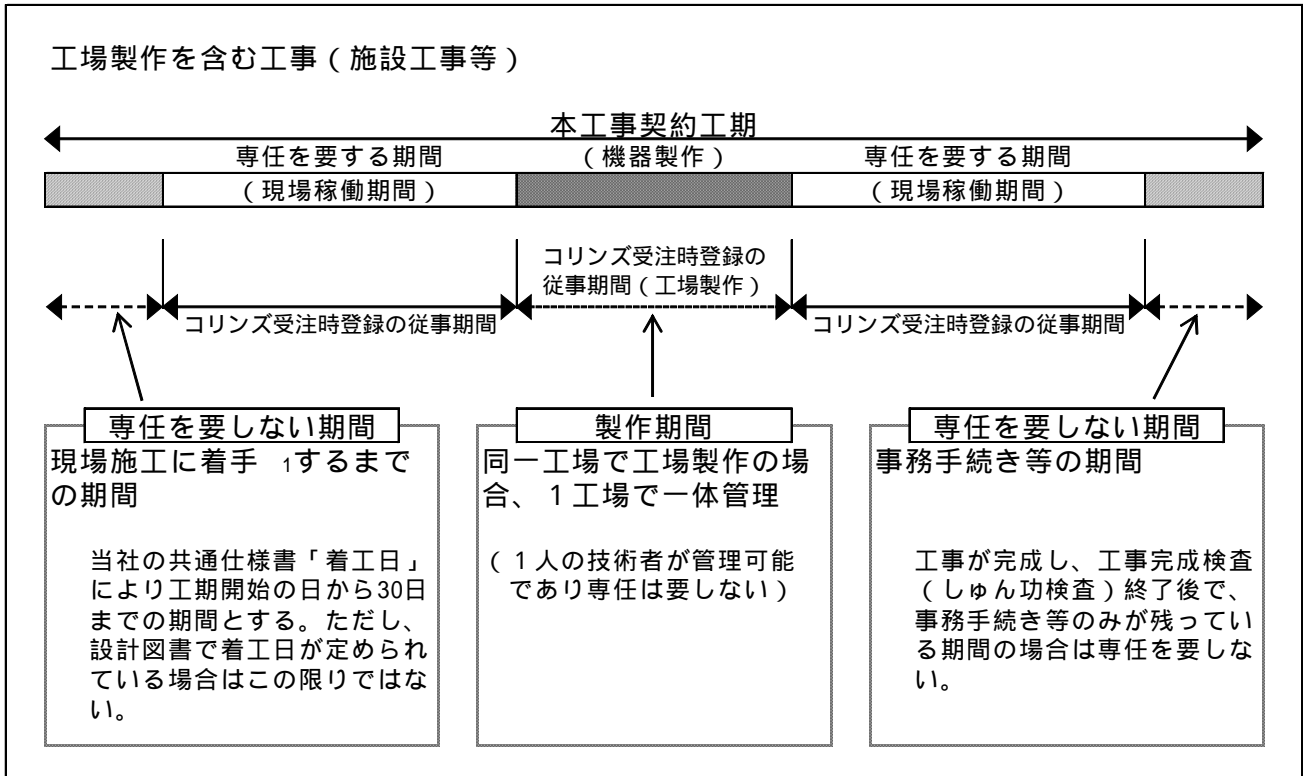 工場製作を含む工事（施設工事等）
本工事契約工期
専任を要する期間
（機器製作）
専任を要する期間
（現場稼働期間）
（現場稼働期間）
コリンズ受注時登録の
従事期間（工場製作）
コリンズ受注時登録の従事期間
コリンズ受注時登録の従事期間
専任を要しない期間
現場施工に着手 1するまで
の期間
当社の共通仕様書「着工日」
により工期開始の日から30日
までの期間とする。ただし、
設計図書で着工日が定められ
ている場合はこの限りではな
い。
製作期間
同一工場で工場製作の場
合、１工場で一体管理
（１人の技術者が管理可能
であり専任は要しない）
専任を要しない期間
事務手続き等の期間
工事が完成し、工事完成検査
（しゅん功検査）終了後で、
事務手続き等のみが残ってい
る期間の場合は専任を要しな
い。